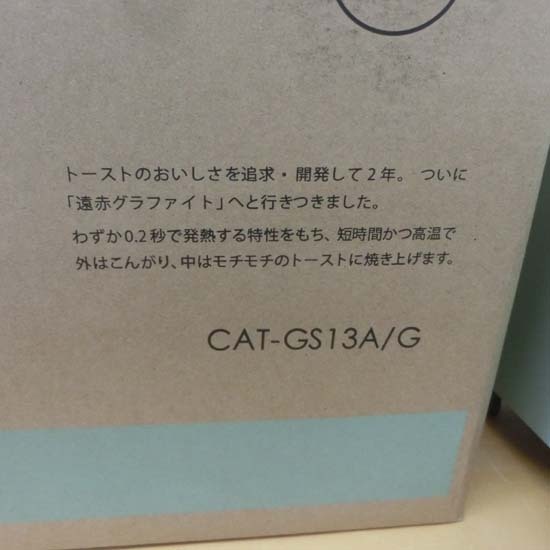 トーストのおいしさを追求・開発して2年。ついに
「遠赤グラファイト」へと行きつきました。
わずか0.2秒で発熱する特性をもち、短時間かつ高温で
外はこんがり、中はモチモチのトーストに焼き上げます。
CAT-GS13A/G